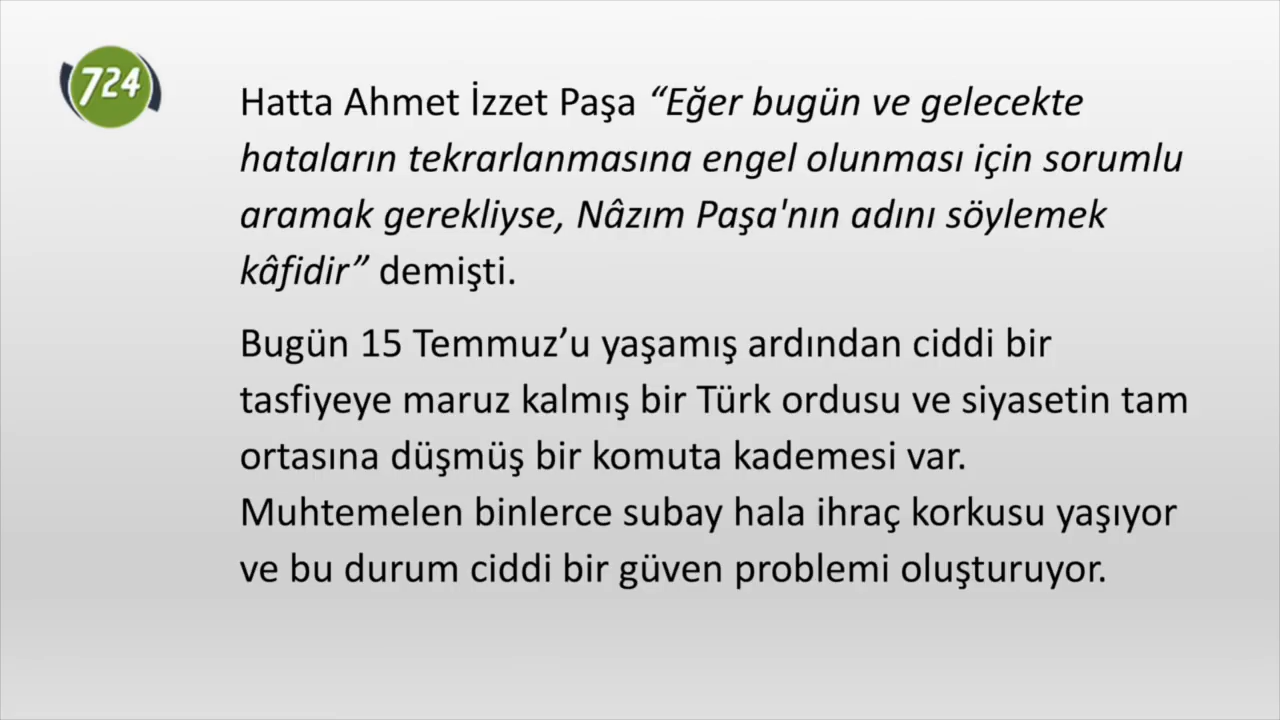 724
Hatta Ahmet İzzet Paşa “Eğer bugün ve gelecekte
hataların tekrarlanmasına engel olunması için sorumlu
aramak gerekliyse, Nâzım Paşa'nın adını söylemek
kâfidir” demişti.
Bugün 15 Temmuz’u yaşamış ardından ciddi bir
tasfiyeye maruz kalmış bir Türk ordusu ve siyasetin tam
ortasına düşmüş bir komuta kademesi var.
Muhtemelen binlerce subay hala ihraç korkusu yaşıyor
ve bu durum ciddi bir güven problemi oluşturuyor.